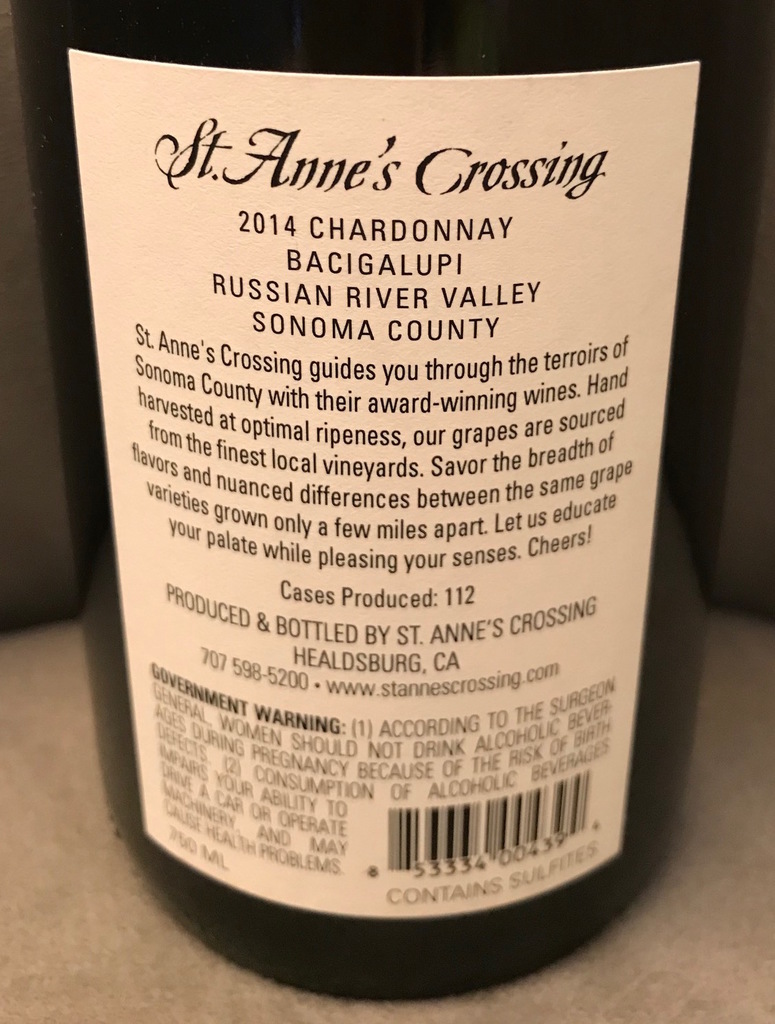 St. Anne's Crossing
2014 CHARDONNAY
BACIGALUPI
RUSSIAN RIVER VALLEY
SONOMA COUNTY
St. Anne's Crossing guides you through the terroirs of
Sonoma County with their award-winning wines. Hand
harvested at optimal ripeness, our grapes are sourced
from the finest local vineyards. Savor the breadth of
flavors and nuanced differences between the same grape
varieties grown only a few miles apart. Let us educate
your palate while pleasing your senses. Cheers!
Cases Produced: 112
PRODUCED & BOTTLED BY ST. ANNE'S CROSSING
HEALDSBURG, CA
707 598-5200 • www.stannescrossing.com
GOVERNMENT WARNING: (1) ACCORDING TO THE SURGEON
GENERAL, WOMEN SHOULD NOT DRINK ALCOHOLIC BEVER-
AGES DURING PREGNANCY BECAUSE OF THE RISK OF BIRTH
DEFECTS. (2) CONSUMPTION OF ALCOHOLIC BEVERAGES
IMPAIRS YOUR ABILITY TO
DRIVE A CAR OR OPERATE
MACHINERY AND MAY
CAUSE HEALTH PROBLEMS.
750 ML
8 53334 00439 4
CONTAINS SULFITES